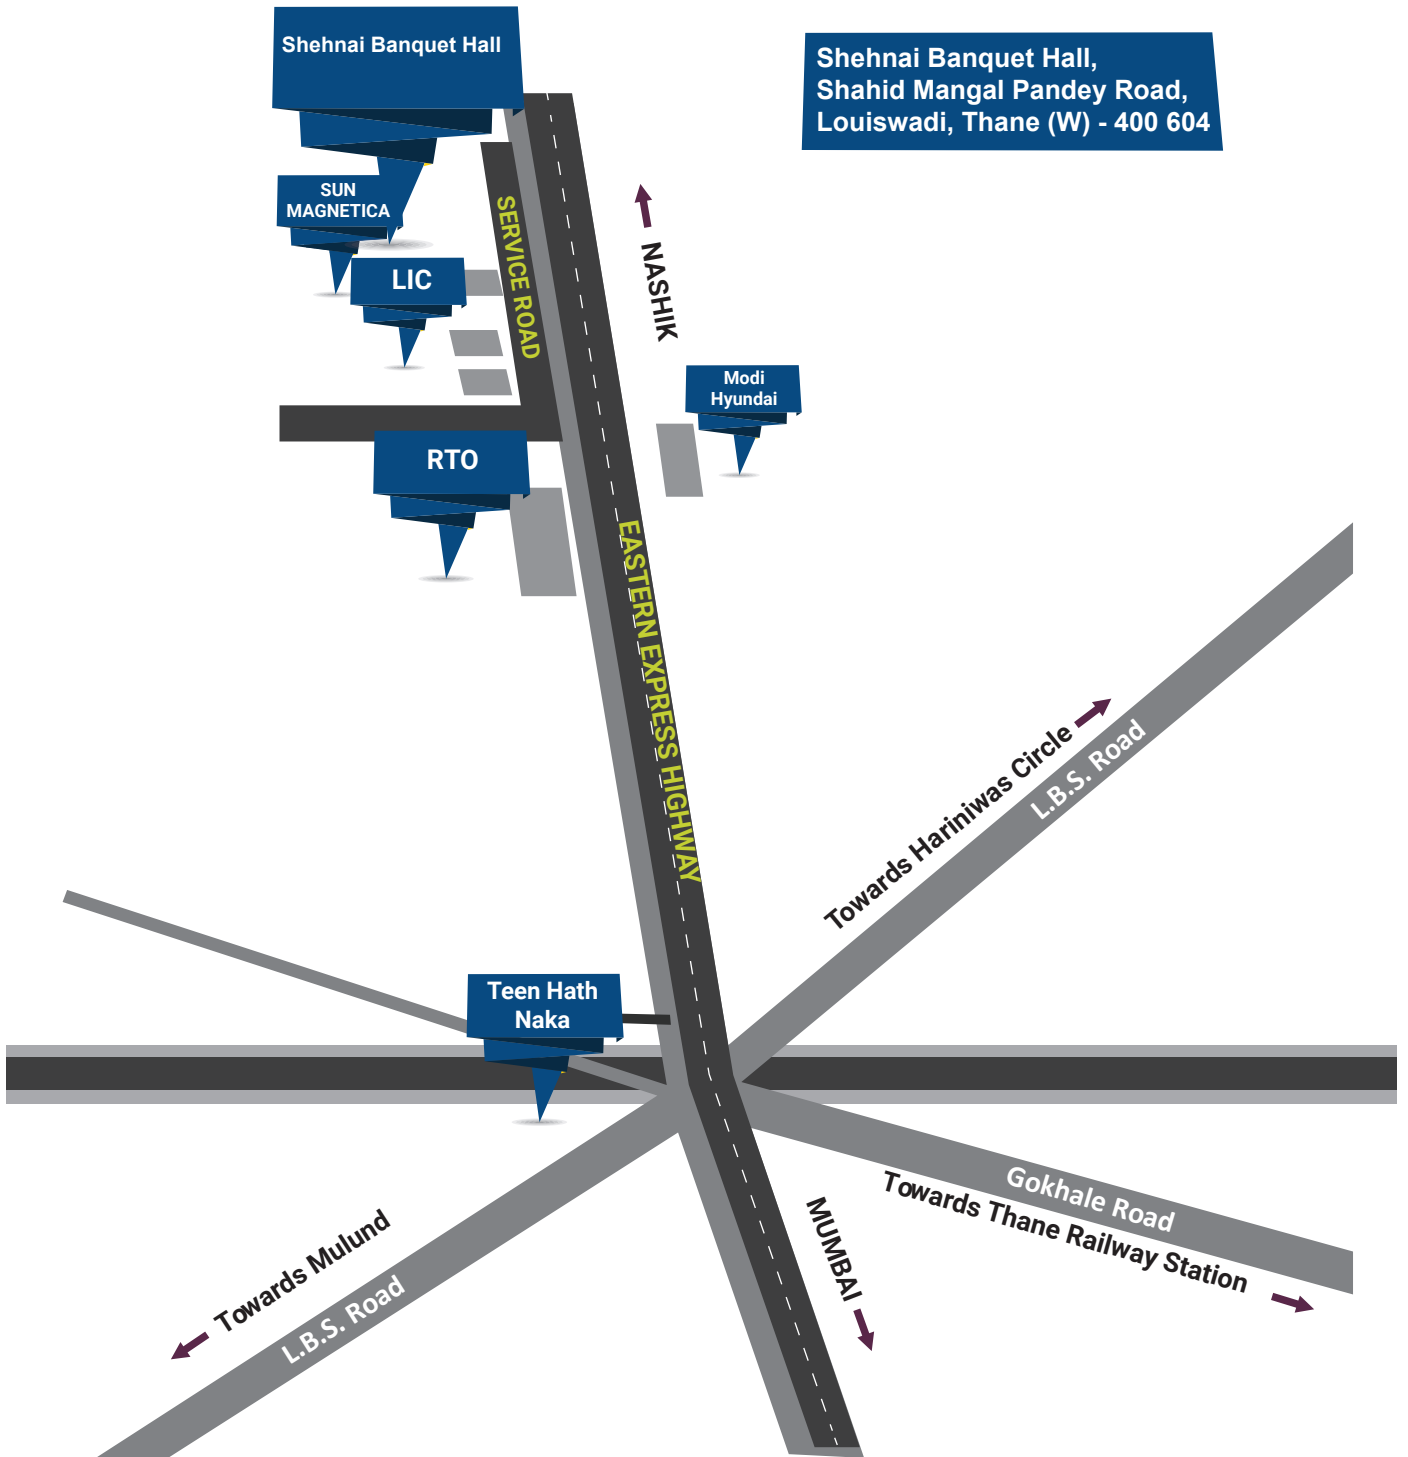 Shehnai Banquet Hall
Shehnai Banquet Hall,
Shahid Mangal Pandey Road,
Louiswadi, Thane (W) - 400 604
SUN
MAGNETICA
SERVICE ROAD
NASHIK
LIC
Modi
Hyundai
RTO
EASTERN EXPRESS HIGHWAY
Towards Hariniwas Circle
L.B.S. Road
Teen Hath
Naka
Gokhale Road
Towards Thane Railway Station
MUMBAI
Towards Mulund
L.B.S. Road